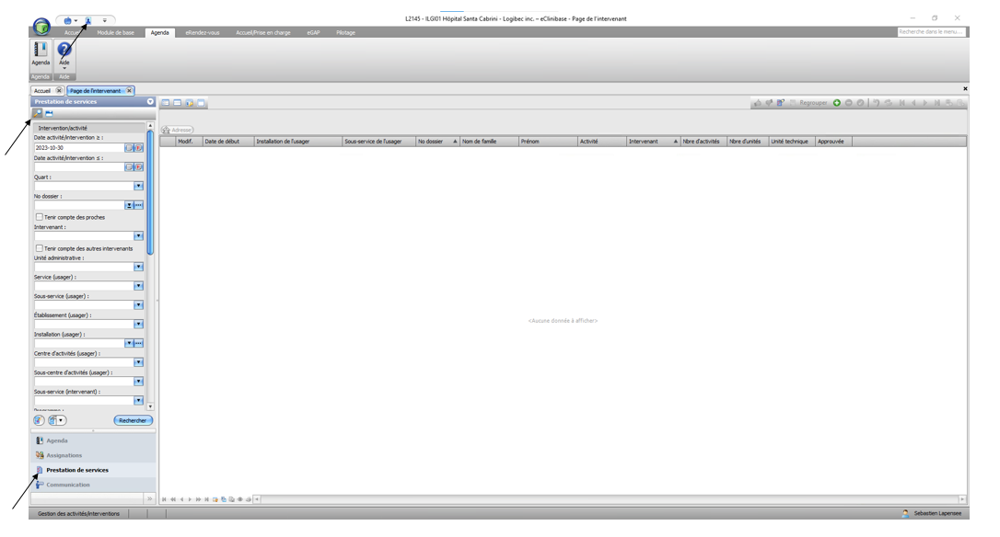 L2145 - ILGI01 Hôpital Santa Cabrini - Logibec inc. – eClinibase - Page de l'intervenant
Accueil Module de base Agenda eRendez-vous Accueil/Prise en charge eGAP Pilotage
Recherche dans le menu...
Agenda Aide
Agenda Aide
Accueil Page de l'intervenant
Prestation de services
Regrouper
Intervention/activité
Date activité/intervention ≥ :
2023-10-30
Date activité/intervention ≤ :
Quart :
No dossier :
Tenir compte des proches
Intervenant :
Tenir compte des autres intervenants
Unité administrative :
Service (usager) :
Sous-service (usager) :
Établissement (usager) :
Installation (usager) :
Centre d'activités (usager) :
Sous-centre d'activités (usager) :
Sous-service (intervenant) :
Programme :
Rechercher
Agenda
Assignations
Prestation de services
Communication
Adresse
Modif. Date de début Installation de l'usager Sous-service de l'usager No dossier Nom de famille Prénom Activité Intervenant Nbre d'activités Nbre d'unités Unité technique Approuvée
<Aucune donnée à afficher>
Gestion des activités/interventions
Sebastien Lapensee